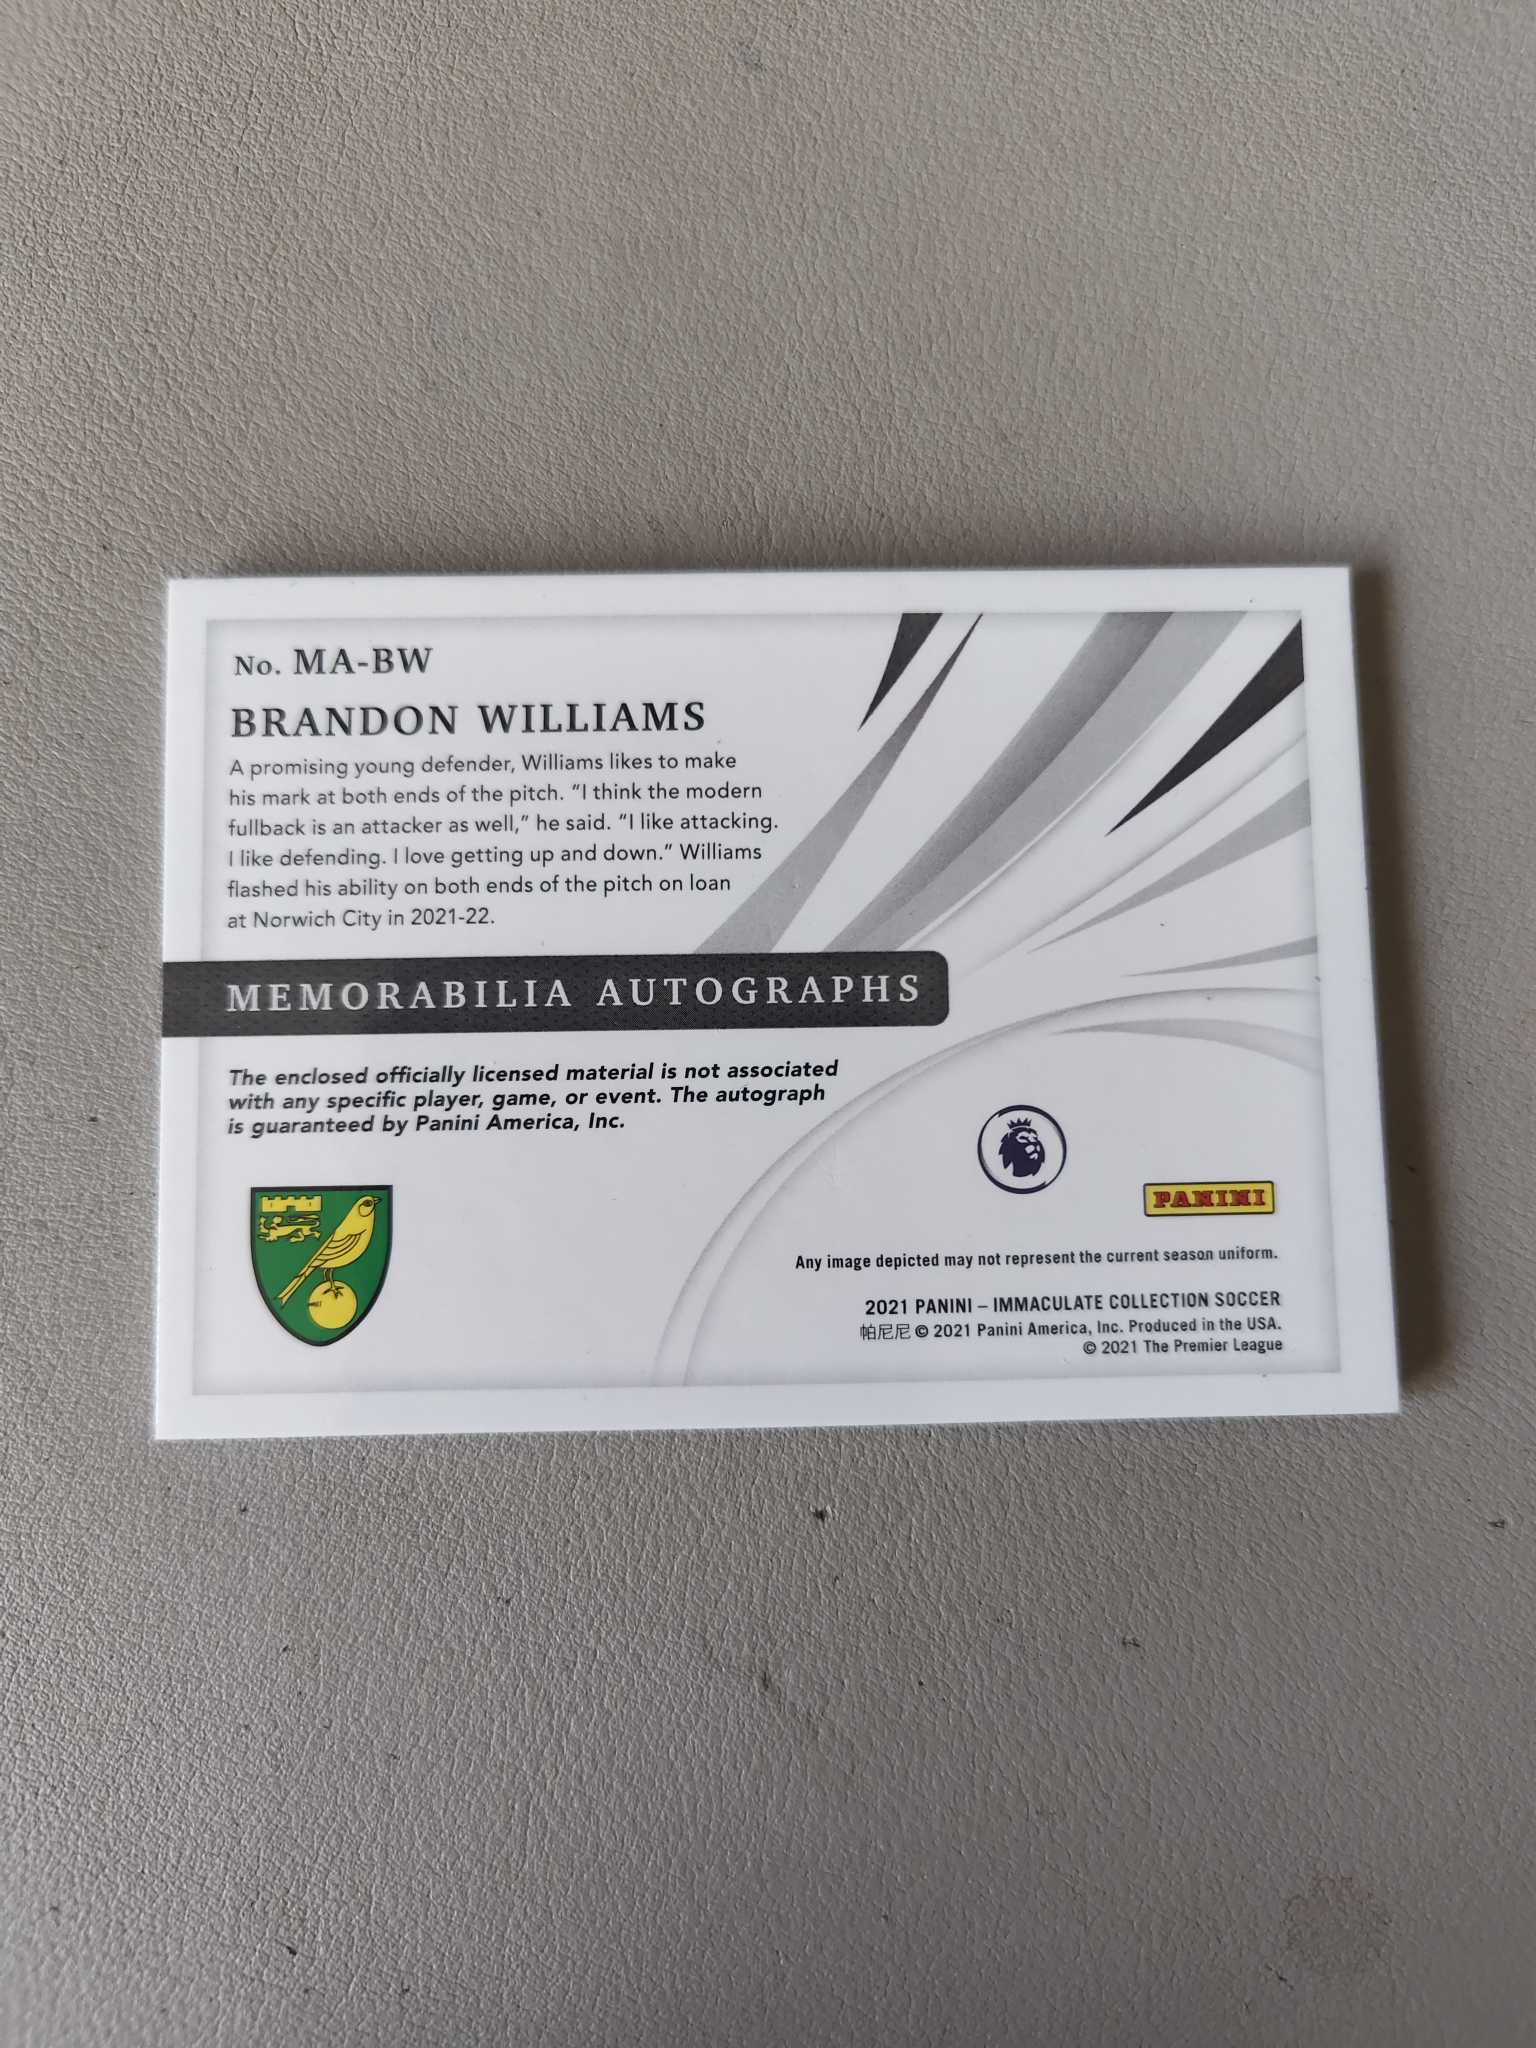 No. MA-BW
BRANDON WILLIAMS
A promising young defender, Williams likes to make
his mark at both ends of the pitch. “I think the modern
fullback is an attacker as well,” he said. “I like attacking.
I like defending. I love getting up and down.” Williams
flashed his ability on both ends of the pitch on loan
at Norwich City in 2021-22.
MEMORABILIA AUTOGRAPHS
The enclosed officially licensed material is not associated
with any specific player, game, or event. The autograph
is guaranteed by Panini America, Inc.
PANINI
Any image depicted may not represent the current season uniform.
2021 PANINI – IMMACULATE COLLECTION SOCCER
帕尼尼 © 2021 Panini America, Inc. Produced in the USA.
© 2021 The Premier League